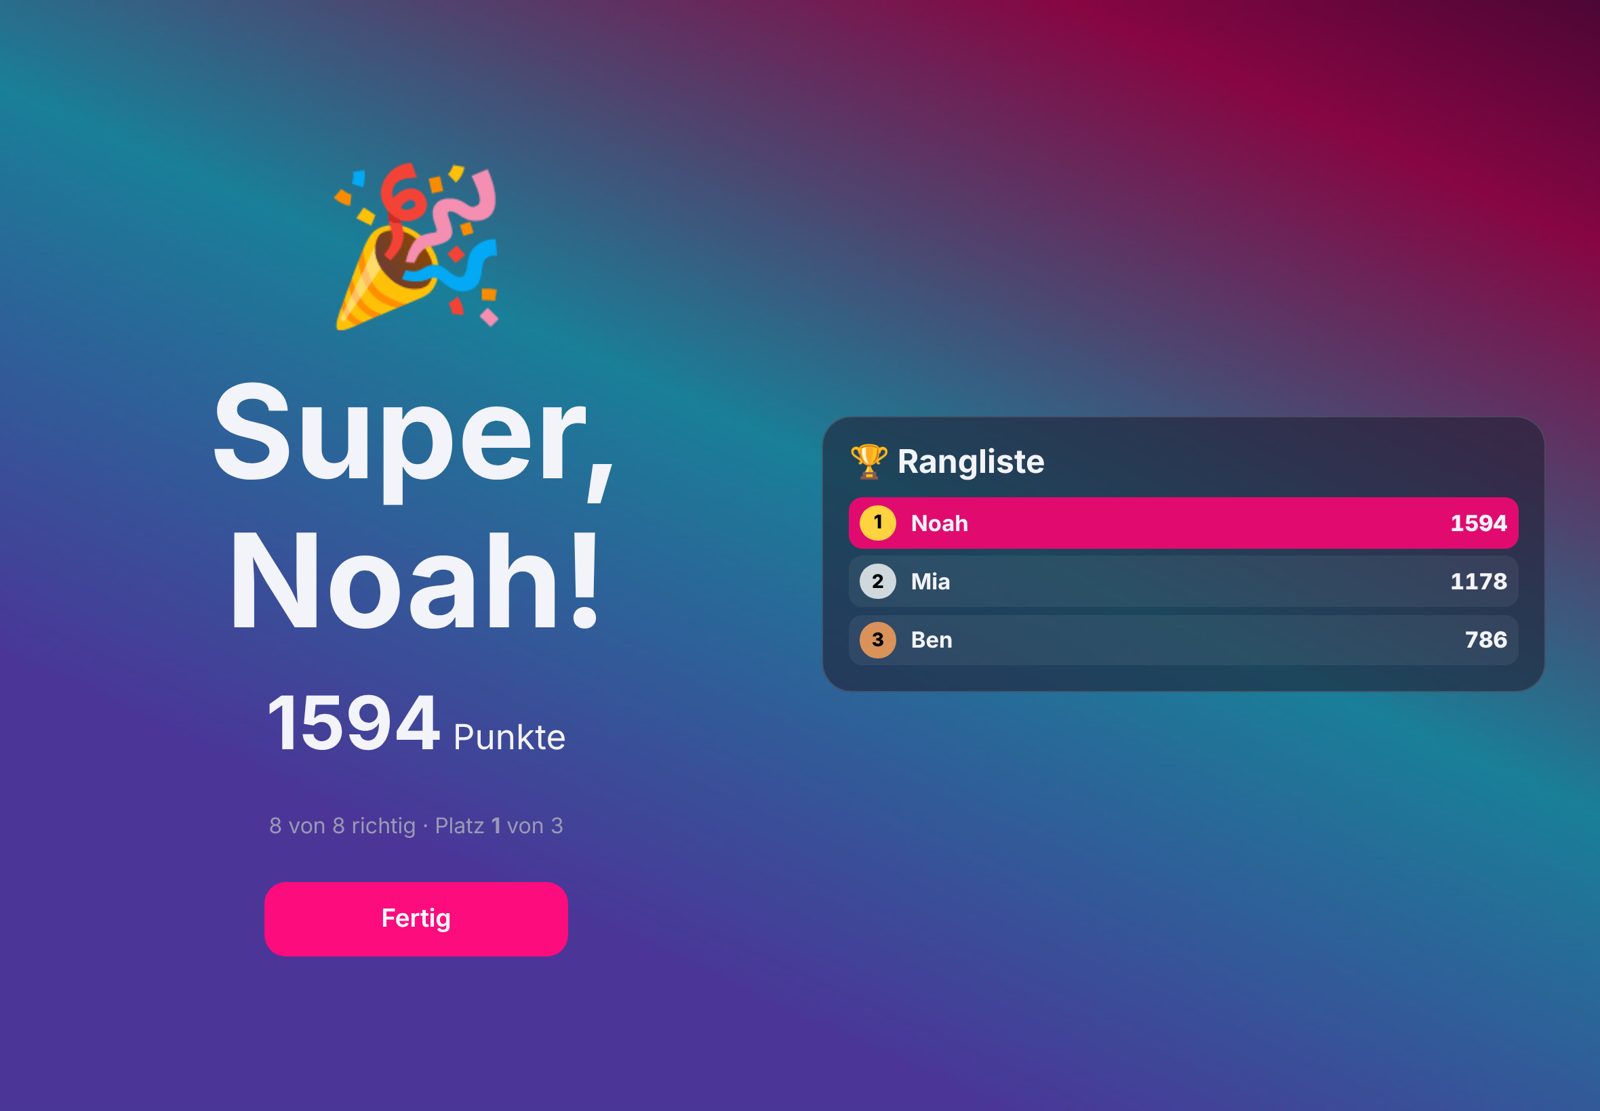 Super,
Noah!
1594 Punkte
8 von 8 richtig · Platz 1 von 3
Fertig
Rangliste
1 Noah 1594
2 Mia 1178
3 Ben 786